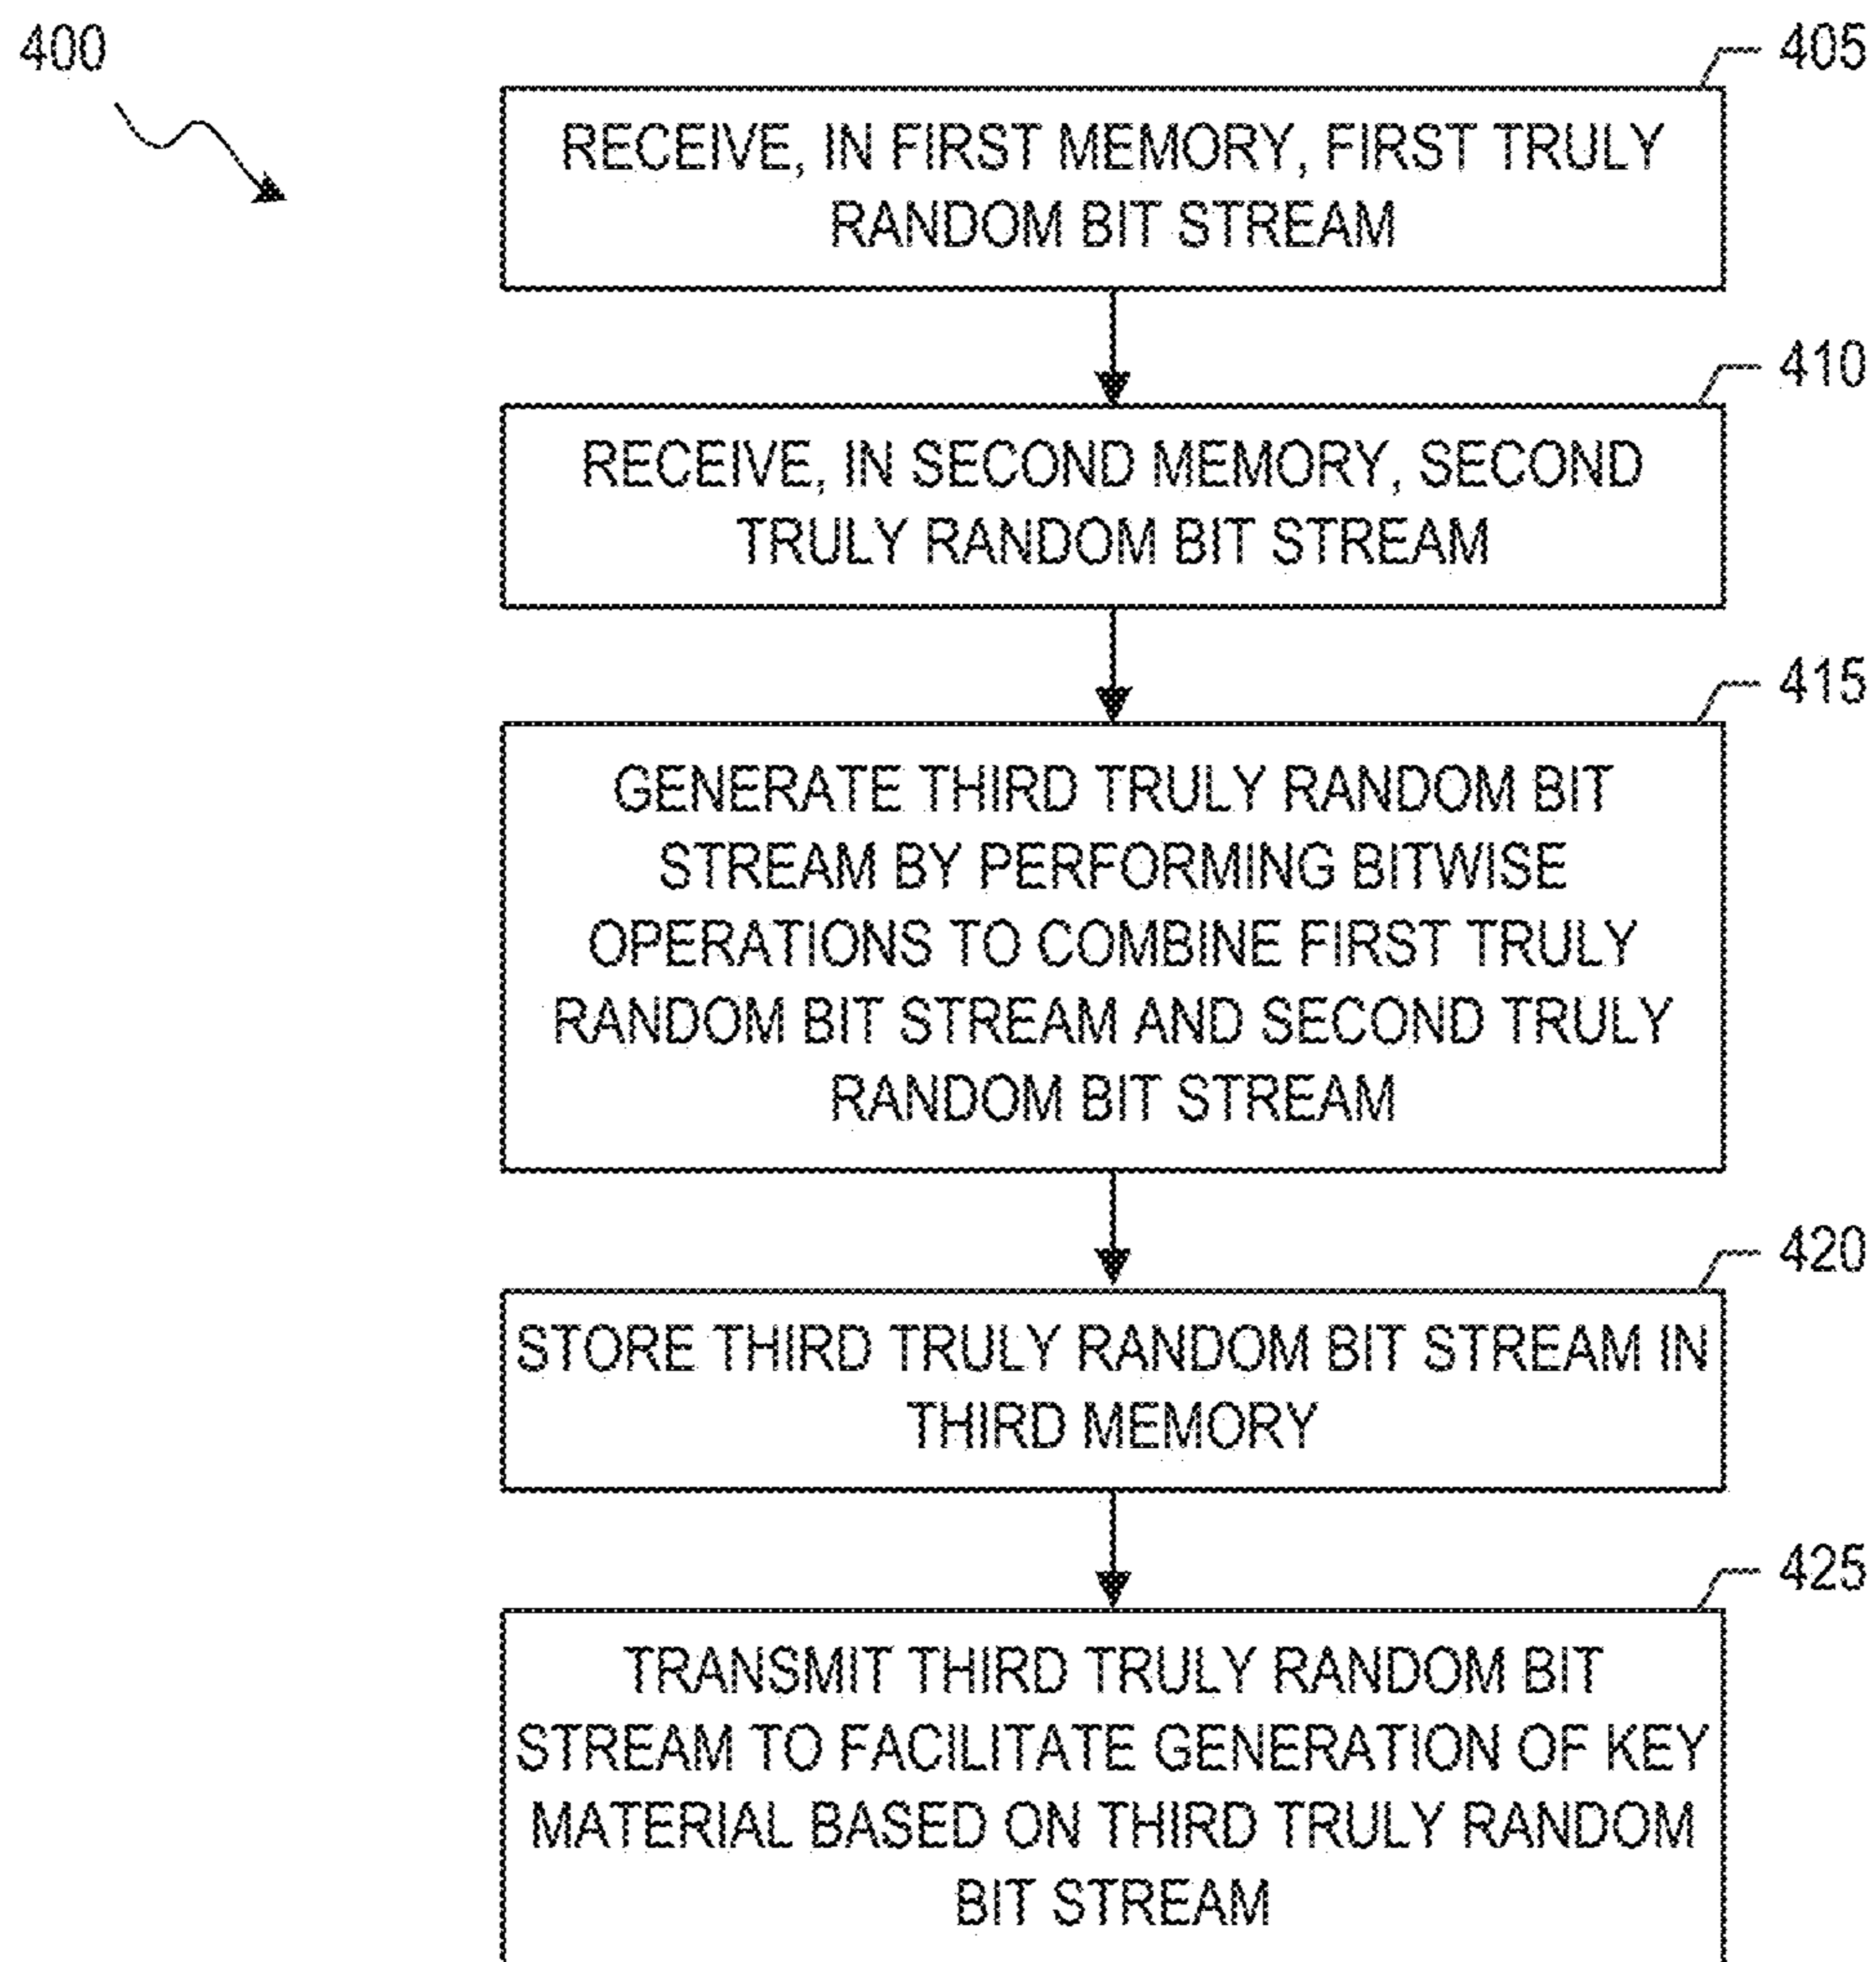 400
405
RECEIVE, IN FIRST MEMORY, FIRST TRULY
RANDOM BIT STREAM
410
RECEIVE, IN SECOND MEMORY, SECOND
TRULY RANDOM BIT STREAM
415
GENERATE THIRD TRULY RANDOM BIT
STREAM BY PERFORMING BITWISE
OPERATIONS TO COMBINE FIRST TRULY
RANDOM BIT STREAM AND SECOND TRULY
RANDOM BIT STREAM
420
STORE THIRD TRULY RANDOM BIT STREAM IN
THIRD MEMORY
425
TRANSMIT THIRD TRULY RANDOM BIT
STREAM TO FACILITATE GENERATION OF KEY
MATERIAL BASED ON THIRD TRULY RANDOM
BIT STREAM